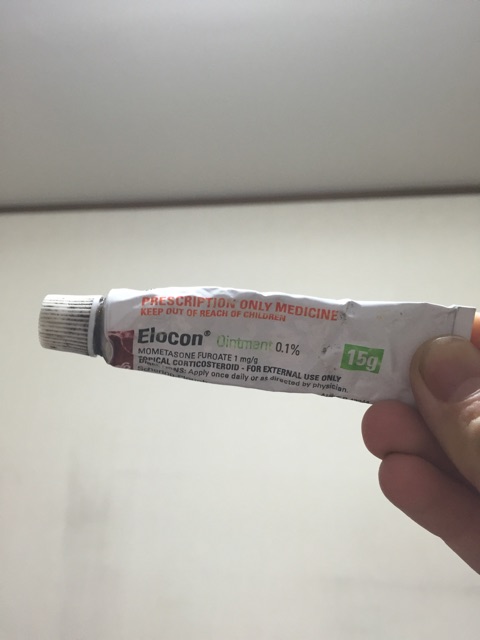 PRESCRIPTION ONLY MEDICINE
KEEP OUT OF REACH OF CHILDREN
Elocon® Ointment 0.1%
MOMETASONE FUROATE 1 mg/g
15g
TOPICAL CORTICOSTEROID - FOR EXTERNAL USE ONLY
Apply once daily or as directed by physician.